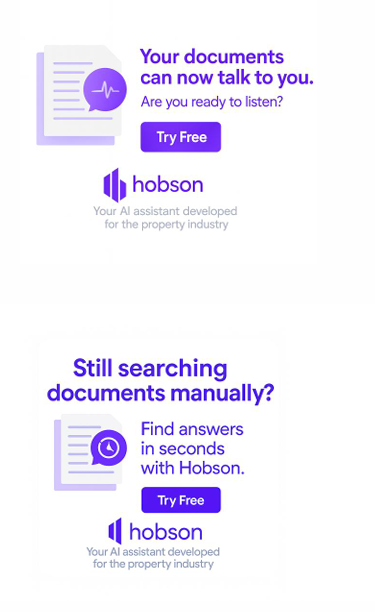 Your documents
can now talk to you.
Are you ready to listen?
Try Free
hobson
Your AI assistant developed
for the property industry
Still searching
documents manually?
Find answers
in seconds
with Hobson.
Try Free
hobson
Your AI assistant developed
for the property industry